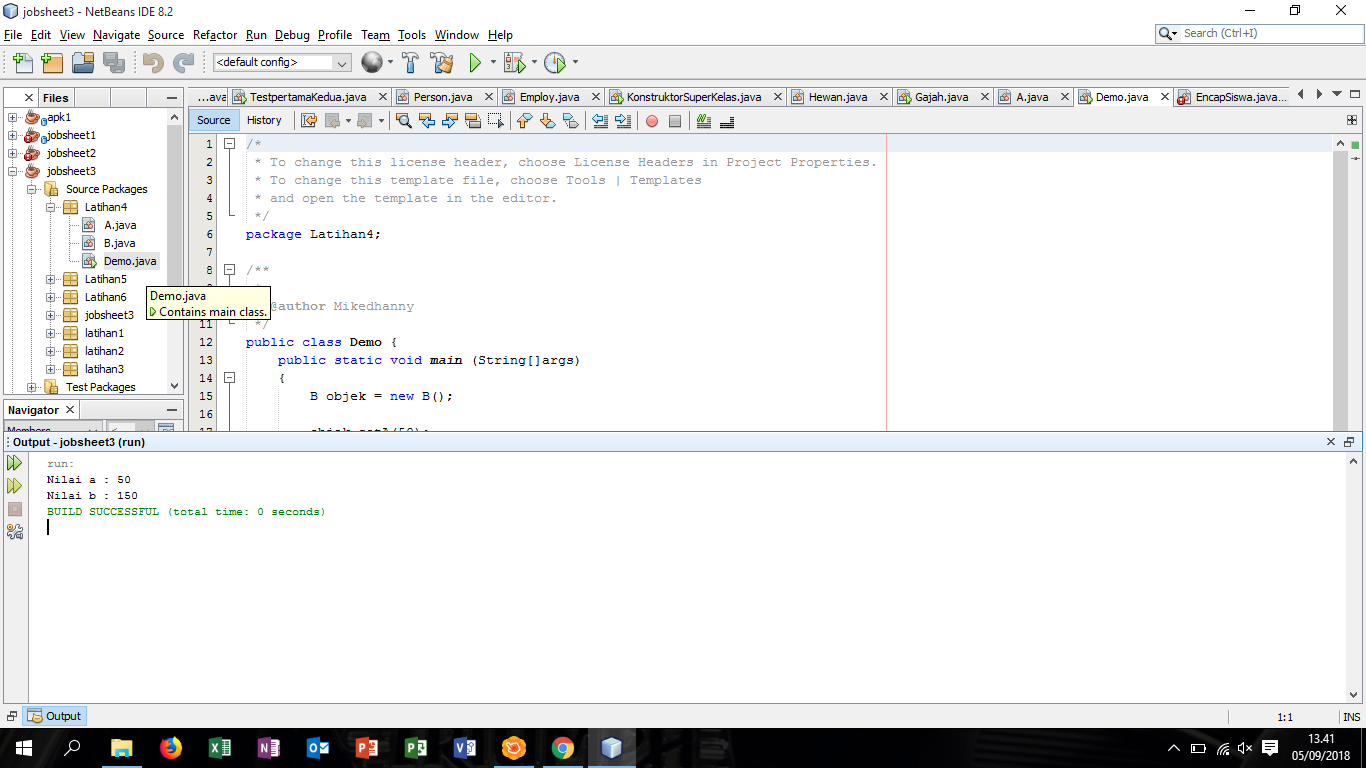 jobsheet3 - NetBeans IDE 8.2
File Edit View Navigate Source Refactor Run Debug Profile Team Tools Window Help
Search (Ctrl+I)
<default config>
Files
...ava TestpertamaKedua.java Person.java Employ.java KonstruktorSuperKelas.java Hewan.java Gajah.java A.java Demo.java EncapSiswa.java...
Source History
apk1
jobsheet1
jobsheet2
jobsheet3
Source Packages
Latihan4
A.java
B.java
Demo.java
Latihan5
Latihan6
jobsheet3
latihan1
latihan2
latihan3
Test Packages
Demo.java
Contains main class.
Navigator
Members
1 /*
2 * To change this license header, choose License Headers in Project Properties.
3 * To change this template file, choose Tools | Templates
4 * and open the template in the editor.
5 */
6 package Latihan4;
7
8 /**
@author Mikedhanny
11 */
12 public class Demo {
13 public static void main (String[]args)
14 {
15 B objek = new B();
16
Output - jobsheet3 (run)
run:
Nilai a : 50
Nilai b : 150
BUILD SUCCESSFUL (total time: 0 seconds)
Output
1:1 INS
13.41
05/09/2018